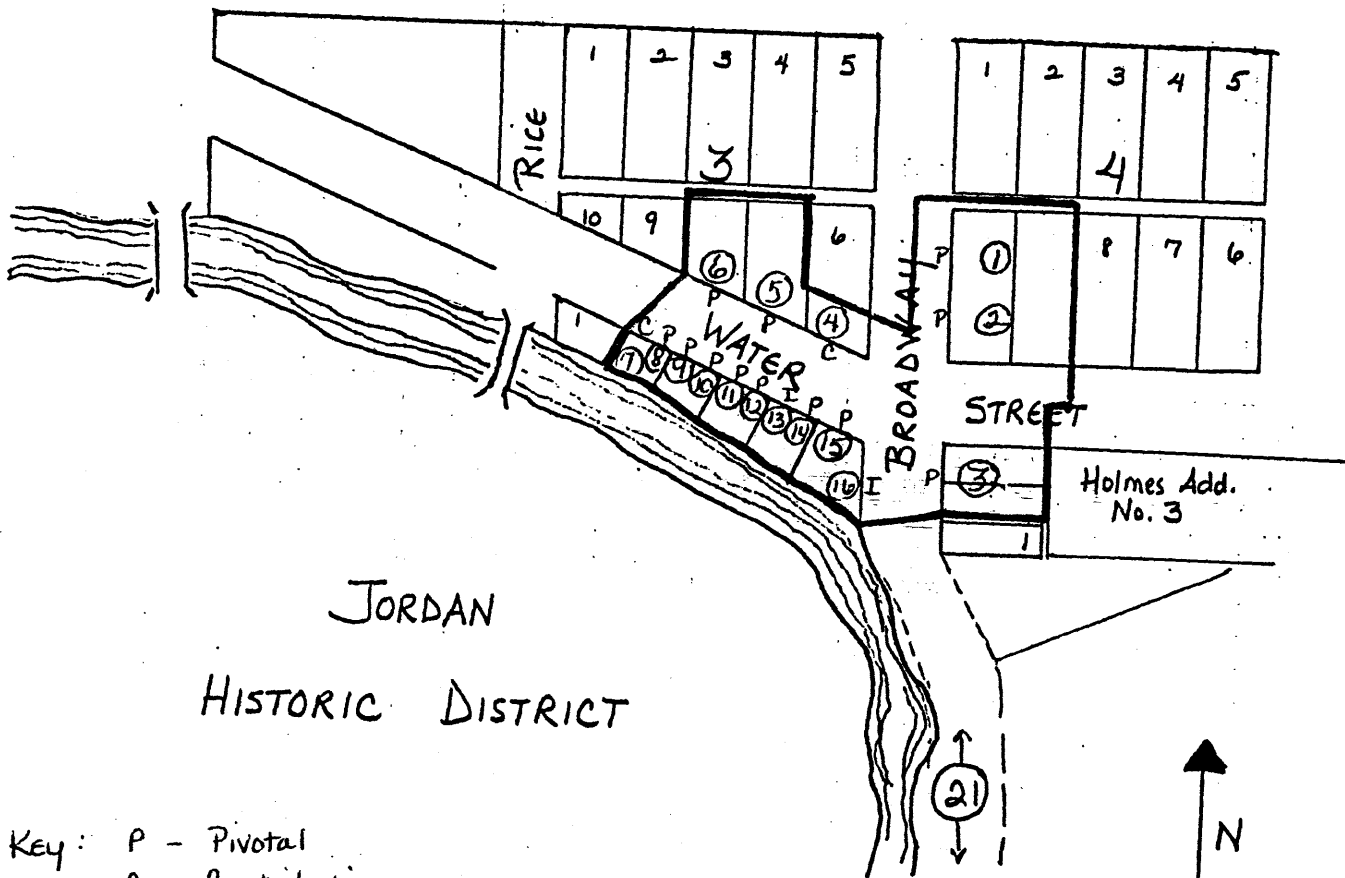 1 2 3 4 5
1 2 3 4 5
RICE
3
4
10 9 6
8 7 6
P ①
⑥ P
⑤ P
④ C
P ②
WATER
BROADWAY
STREET
1
C P P P P P I P P
⑦ ⑧ ⑨ ⑩ ⑪ ⑫ ⑬ ⑭ ⑮
⑯ I
P ③
Holmes Add.
No. 3
1
JORDAN
HISTORIC DISTRICT
㉑
N
Key: P - Pivotal